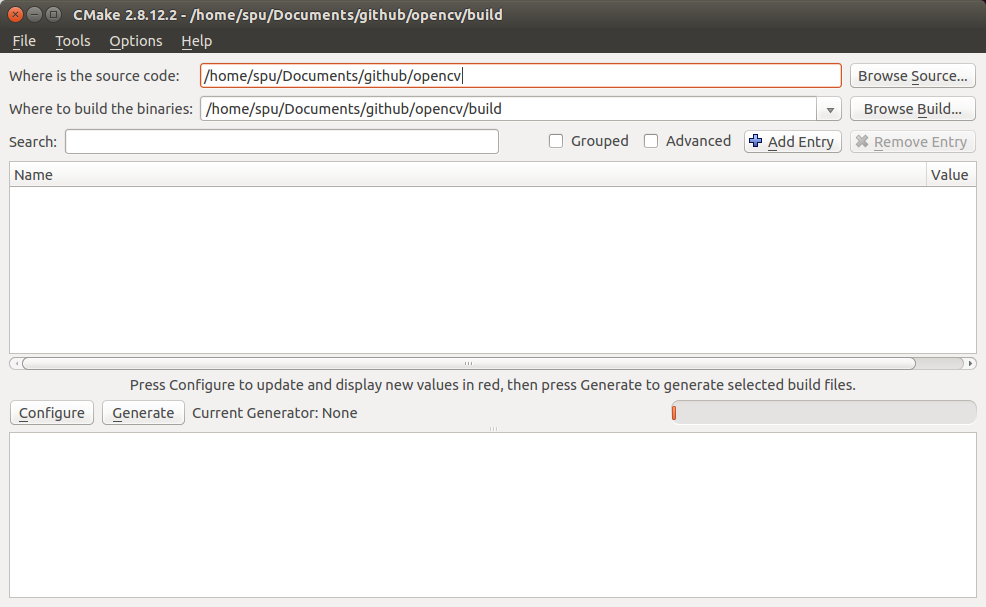 CMake 2.8.12.2 - /home/spu/Documents/github/opencv/build
File Tools Options Help
Where is the source code: /home/spu/Documents/github/opencv Browse Source...
Where to build the binaries: /home/spu/Documents/github/opencv/build Browse Build...
Search: Grouped Advanced Add Entry Remove Entry
Name Value
Press Configure to update and display new values in red, then press Generate to generate selected build files.
Configure Generate Current Generator: None